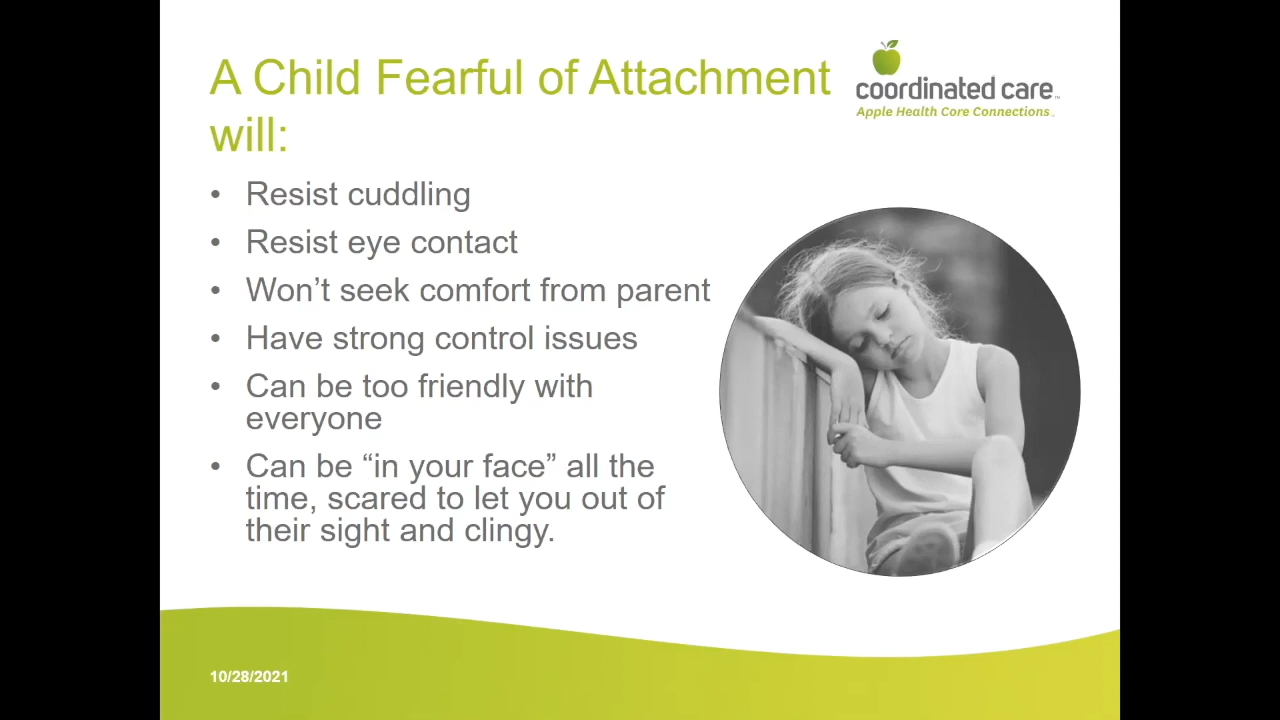 A Child Fearful of Attachment
will:
coordinated care™
Apple Health Core Connections™
• Resist cuddling
• Resist eye contact
• Won’t seek comfort from parent
• Have strong control issues
• Can be too friendly with
everyone
• Can be “in your face” all the
time, scared to let you out of
their sight and clingy.
10/28/2021